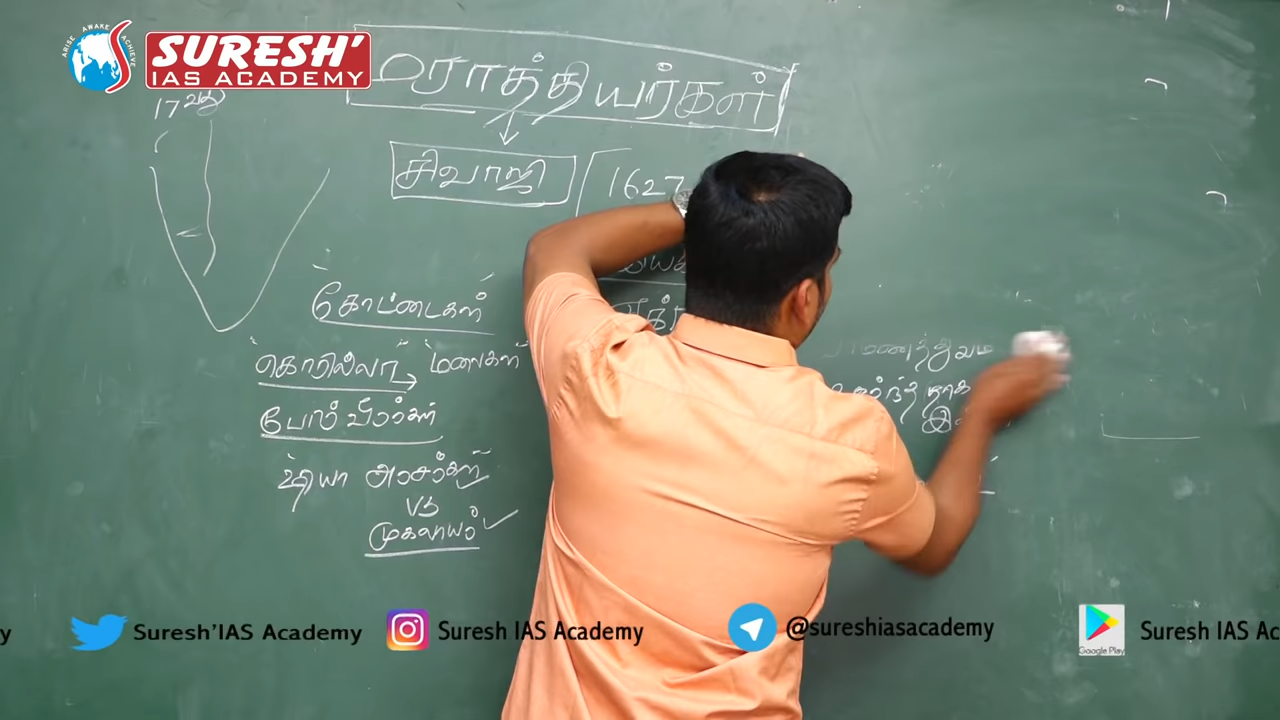 ARISE AWAKE ACHIEVE
SURESH'
IAS ACADEMY
மராத்தியர்கள்
17வது
சிவாஜி
1627
கோட்டைகள்
"கொரில்லா" "மலைகள்"
போர் வீரர்கள்
ஷியா அரசர்கள்
vs
முகலாயர்
Suresh'IAS Academy
Suresh IAS Academy
@sureshiasacademy
Google Play
Suresh IAS Ac